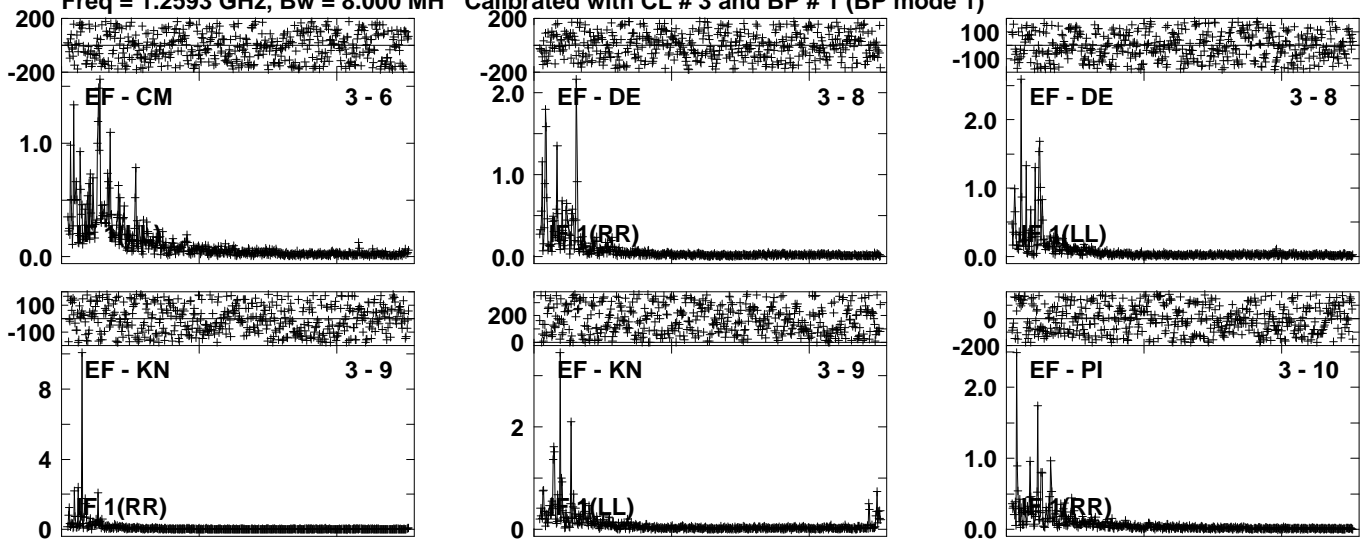 Freq = 1.2593 GHz, Bw = 8.000 MH Calibrated with CL # 3 and BP # 1 (BP mode 1)
200
-200
EF - CM 3 - 6
1.0
0.0
200
-200
EF - DE 3 - 8
2.0
1.0
0.0
IF 1(RR)
100
-100
EF - DE 3 - 8
2.0
1.0
0.0
IF 1(LL)
100
-100
EF - KN 3 - 9
8
4
0
IF 1(RR)
200
0
EF - KN 3 - 9
2
0
IF 1(LL)
0
-200
EF - PI 3 - 10
2.0
1.0
0.0
IF 1(RR)